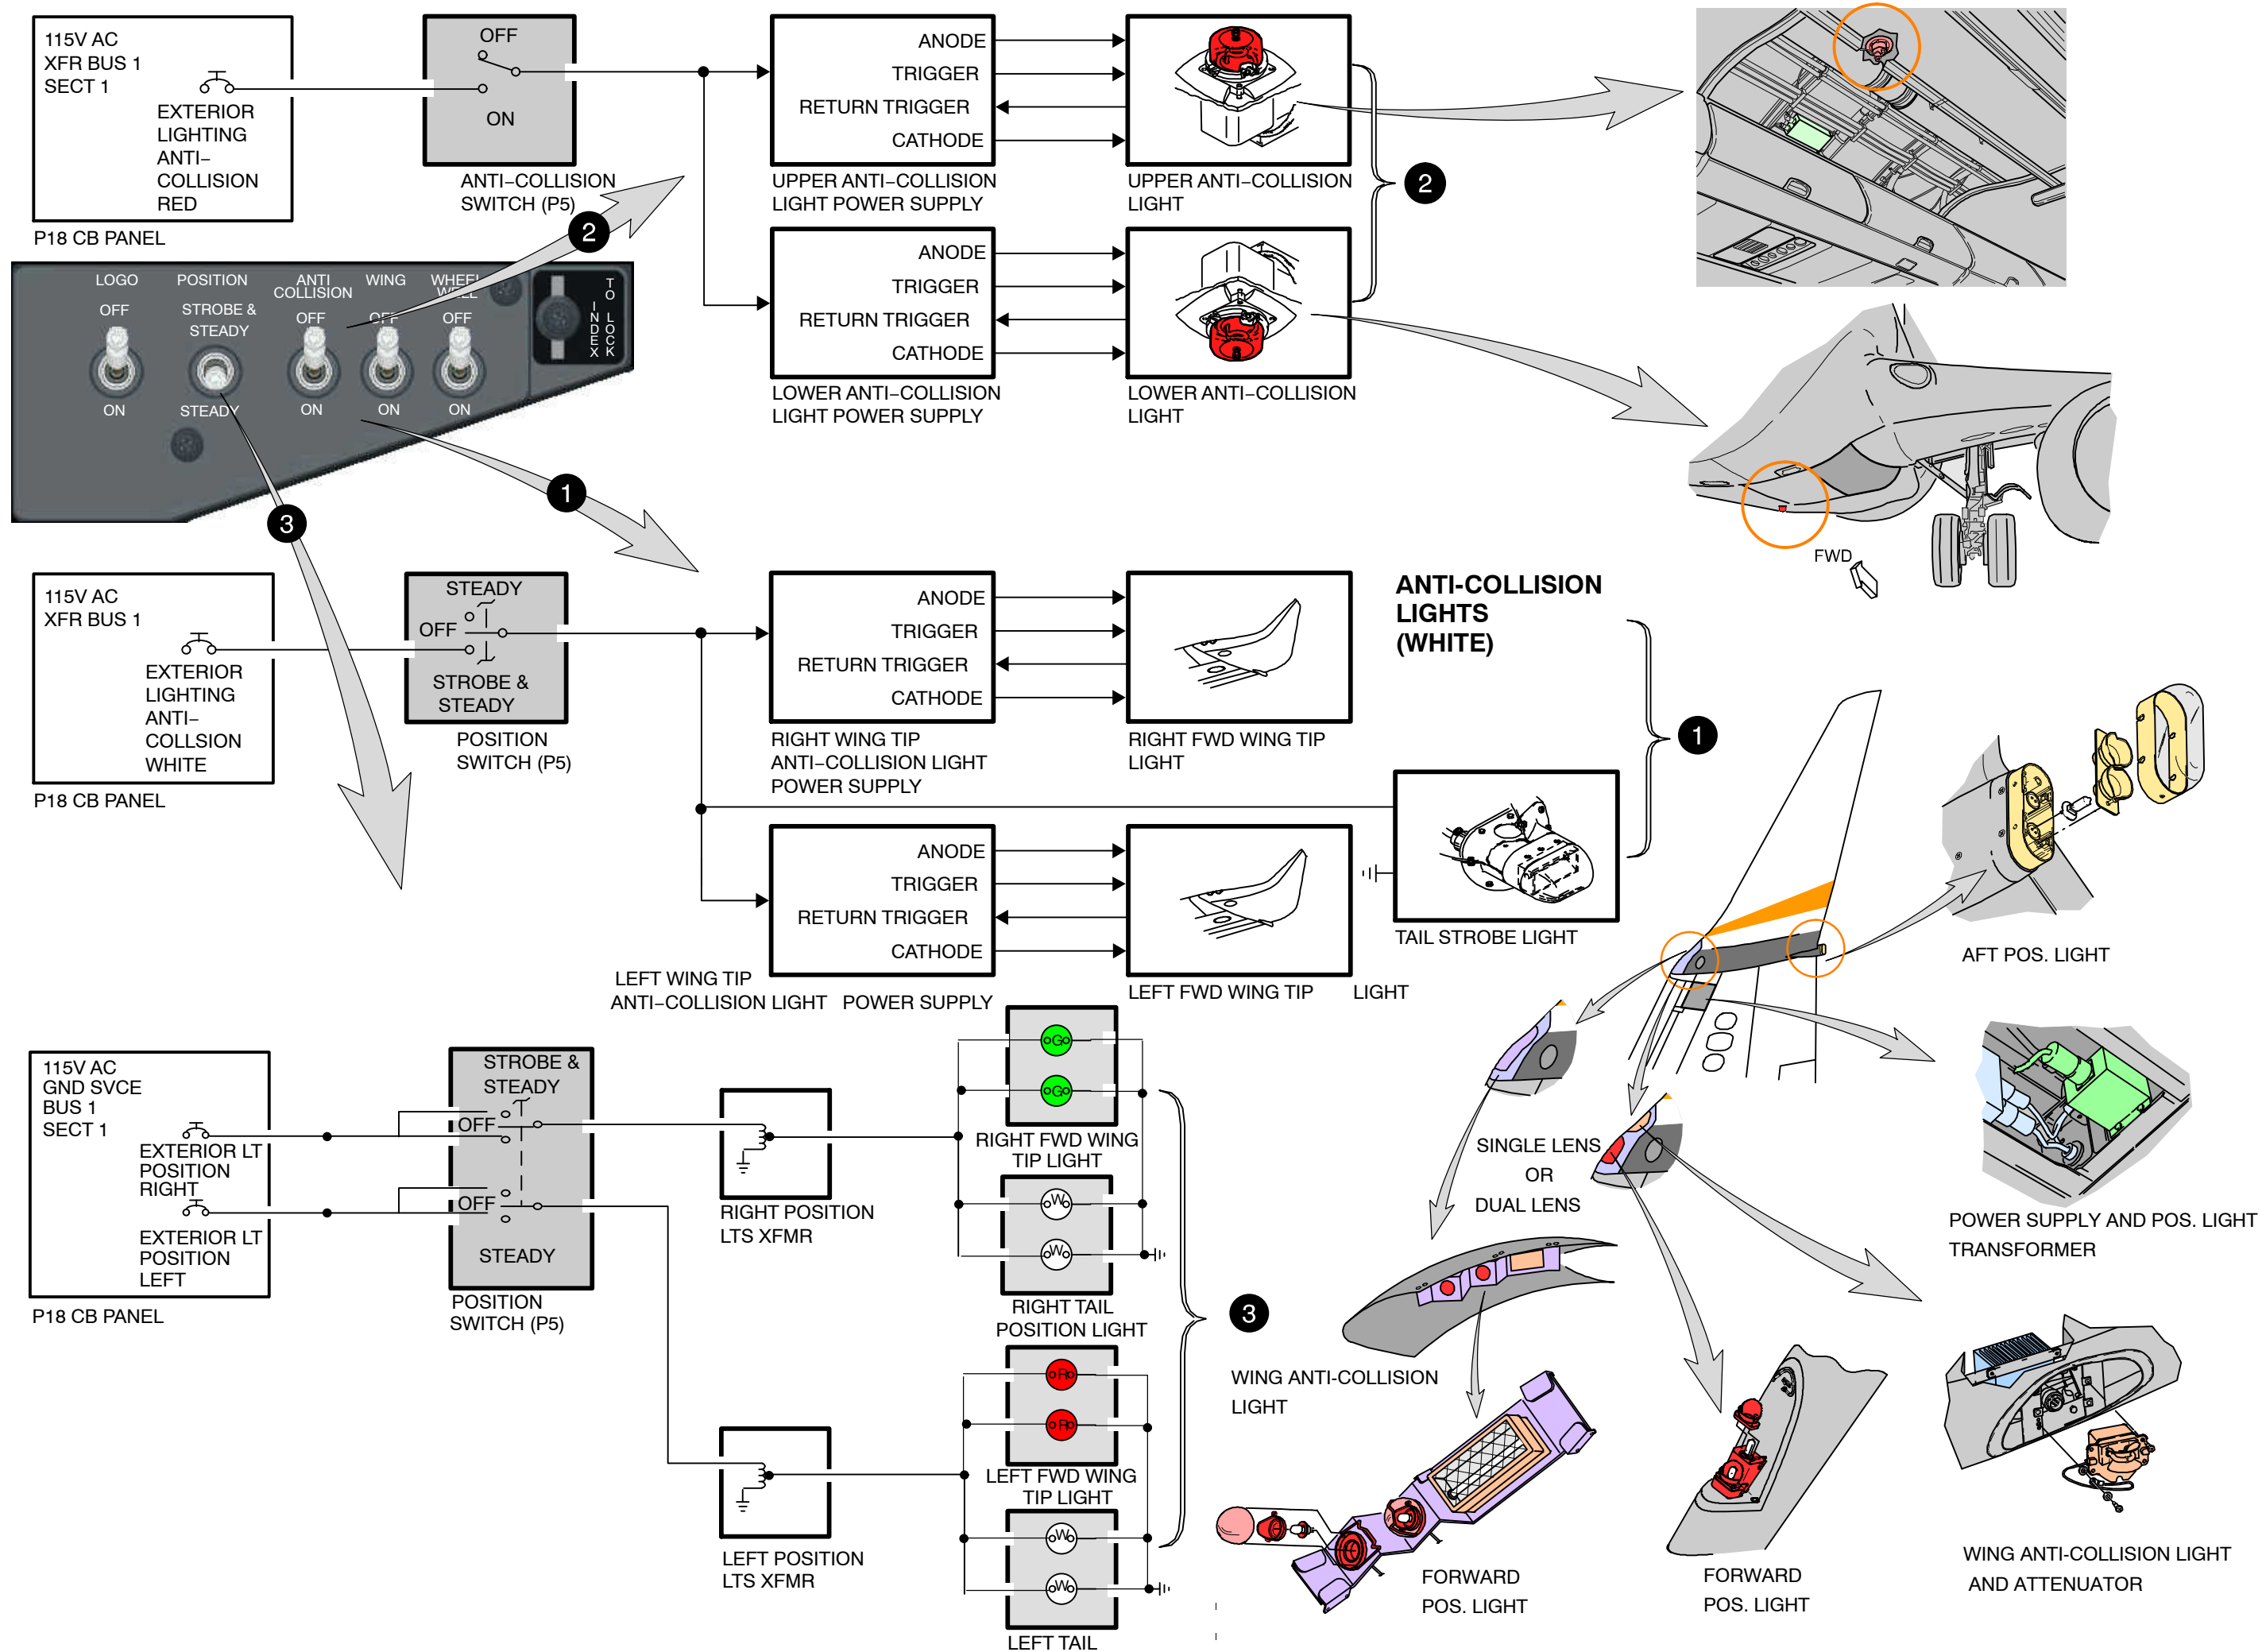 115V AC
XFR BUS 1
SECT 1
EXTERIOR
LIGHTING
ANTI–
COLLISION
RED
P18 CB PANEL
OFF
ON
ANTI–COLLISION
SWITCH (P5)
ANODE
TRIGGER
RETURN TRIGGER
CATHODE
UPPER ANTI–COLLISION
LIGHT POWER SUPPLY
UPPER ANTI–COLLISION
LIGHT
2
2
ANODE
TRIGGER
RETURN TRIGGER
CATHODE
LOWER ANTI–COLLISION
LIGHT POWER SUPPLY
LOWER ANTI–COLLISION
LIGHT
LOGO
OFF
ON
POSITION
STROBE &
STEADY
STEADY
ANTI
COLLISION
OFF
ON
WING
OFF
ON
WHEEL
WELL
OFF
ON
INDEX
TO LOCK
1
3
FWD
115V AC
XFR BUS 1
EXTERIOR
LIGHTING
ANTI–
COLLSION
WHITE
P18 CB PANEL
STEADY
OFF
STROBE &
STEADY
POSITION
SWITCH (P5)
ANODE
TRIGGER
RETURN TRIGGER
CATHODE
RIGHT WING TIP
ANTI–COLLISION LIGHT
POWER SUPPLY
RIGHT FWD WING TIP
LIGHT
ANTI-COLLISION
LIGHTS
(WHITE)
1
ANODE
TRIGGER
RETURN TRIGGER
CATHODE
LEFT WING TIP
ANTI–COLLISION LIGHT POWER SUPPLY
LEFT FWD WING TIP LIGHT
TAIL STROBE LIGHT
AFT POS. LIGHT
115V AC
GND SVCE
BUS 1
SECT 1
EXTERIOR LT
POSITION
RIGHT
EXTERIOR LT
POSITION
LEFT
P18 CB PANEL
STROBE &
STEADY
OFF
OFF
STEADY
POSITION
SWITCH (P5)
RIGHT POSITION
LTS XFMR
G
G
RIGHT FWD WING
TIP LIGHT
W
W
RIGHT TAIL
POSITION LIGHT
3
R
R
LEFT FWD WING
TIP LIGHT
W
W
LEFT TAIL
LEFT POSITION
LTS XFMR
SINGLE LENS
OR
DUAL LENS
POWER SUPPLY AND POS. LIGHT
TRANSFORMER
WING ANTI-COLLISION
LIGHT
FORWARD
POS. LIGHT
FORWARD
POS. LIGHT
WING ANTI-COLLISION LIGHT
AND ATTENUATOR